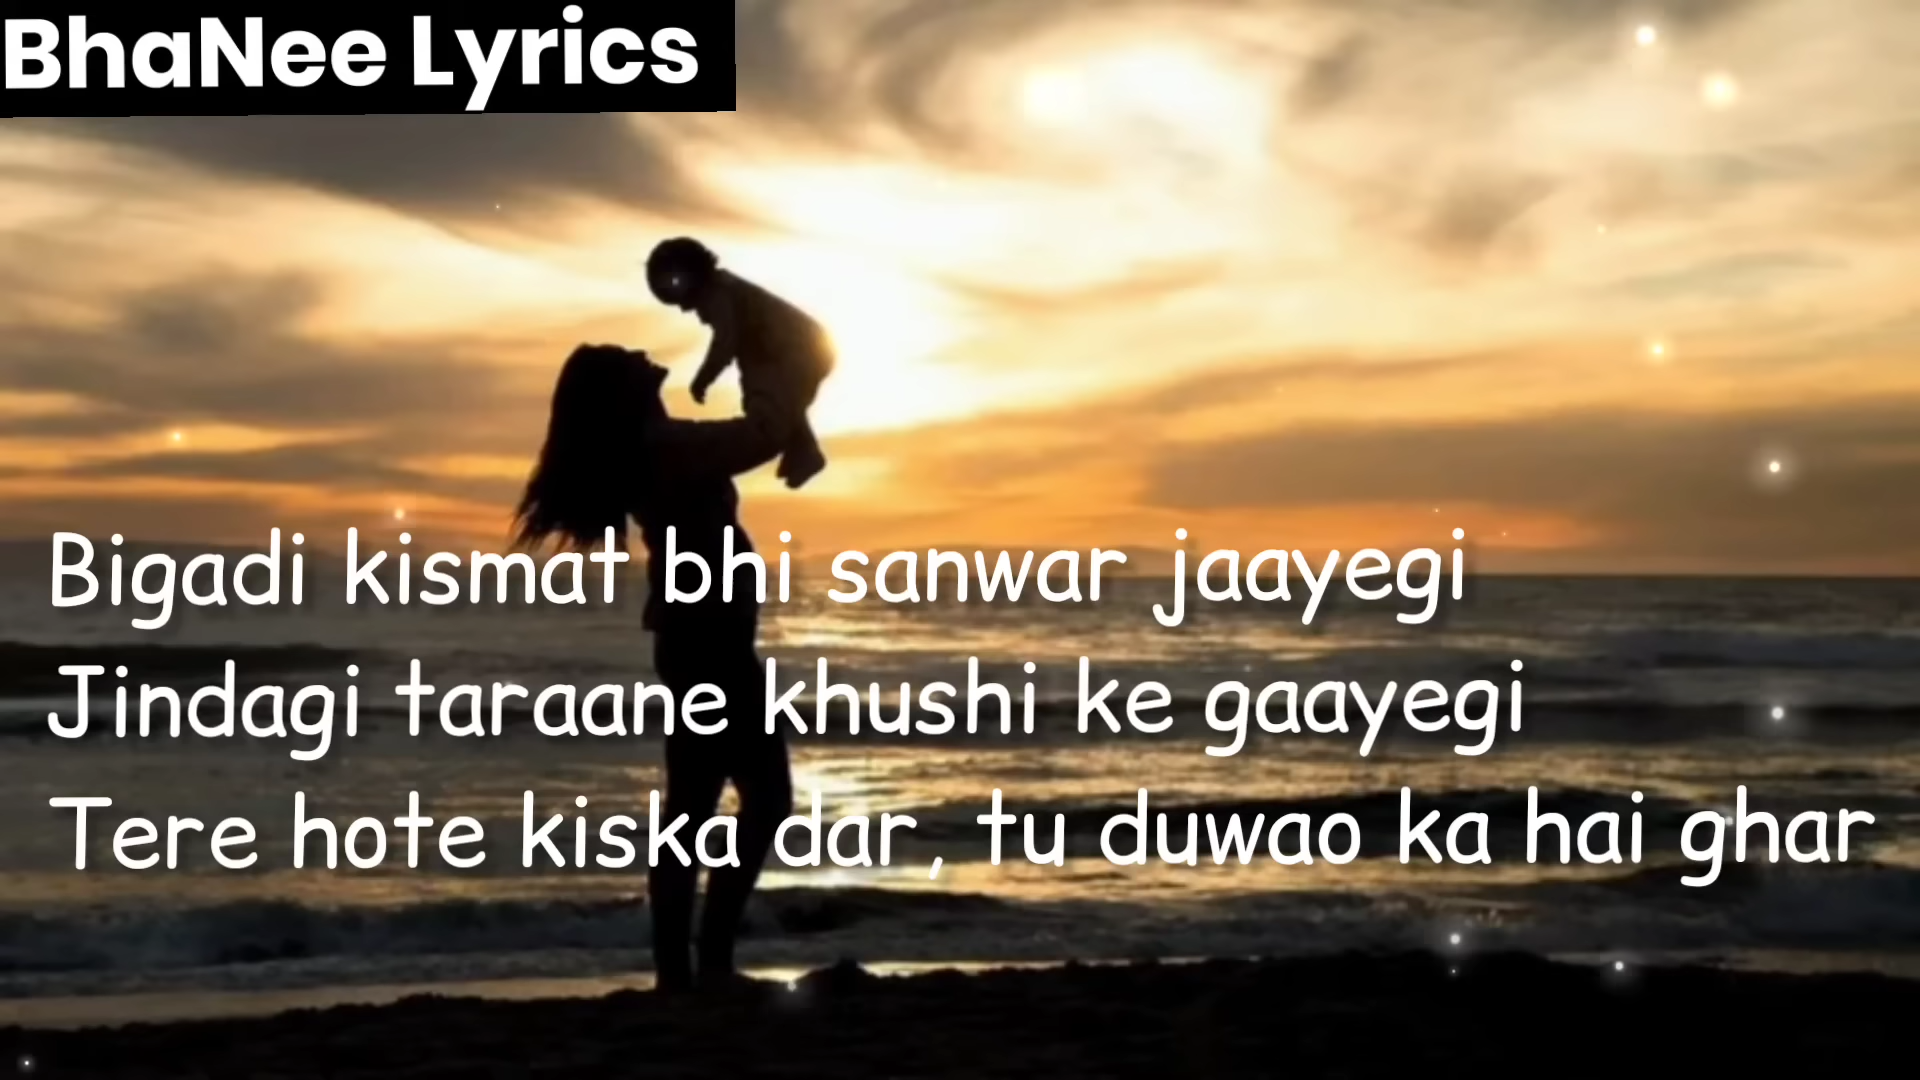 BhaNee Lyrics
Bigadi kismat bhi sanwar jaayegi
Jindagi taraane khushi ke gaayegi
Tere hote kiska dar, tu duwao ka hai ghar